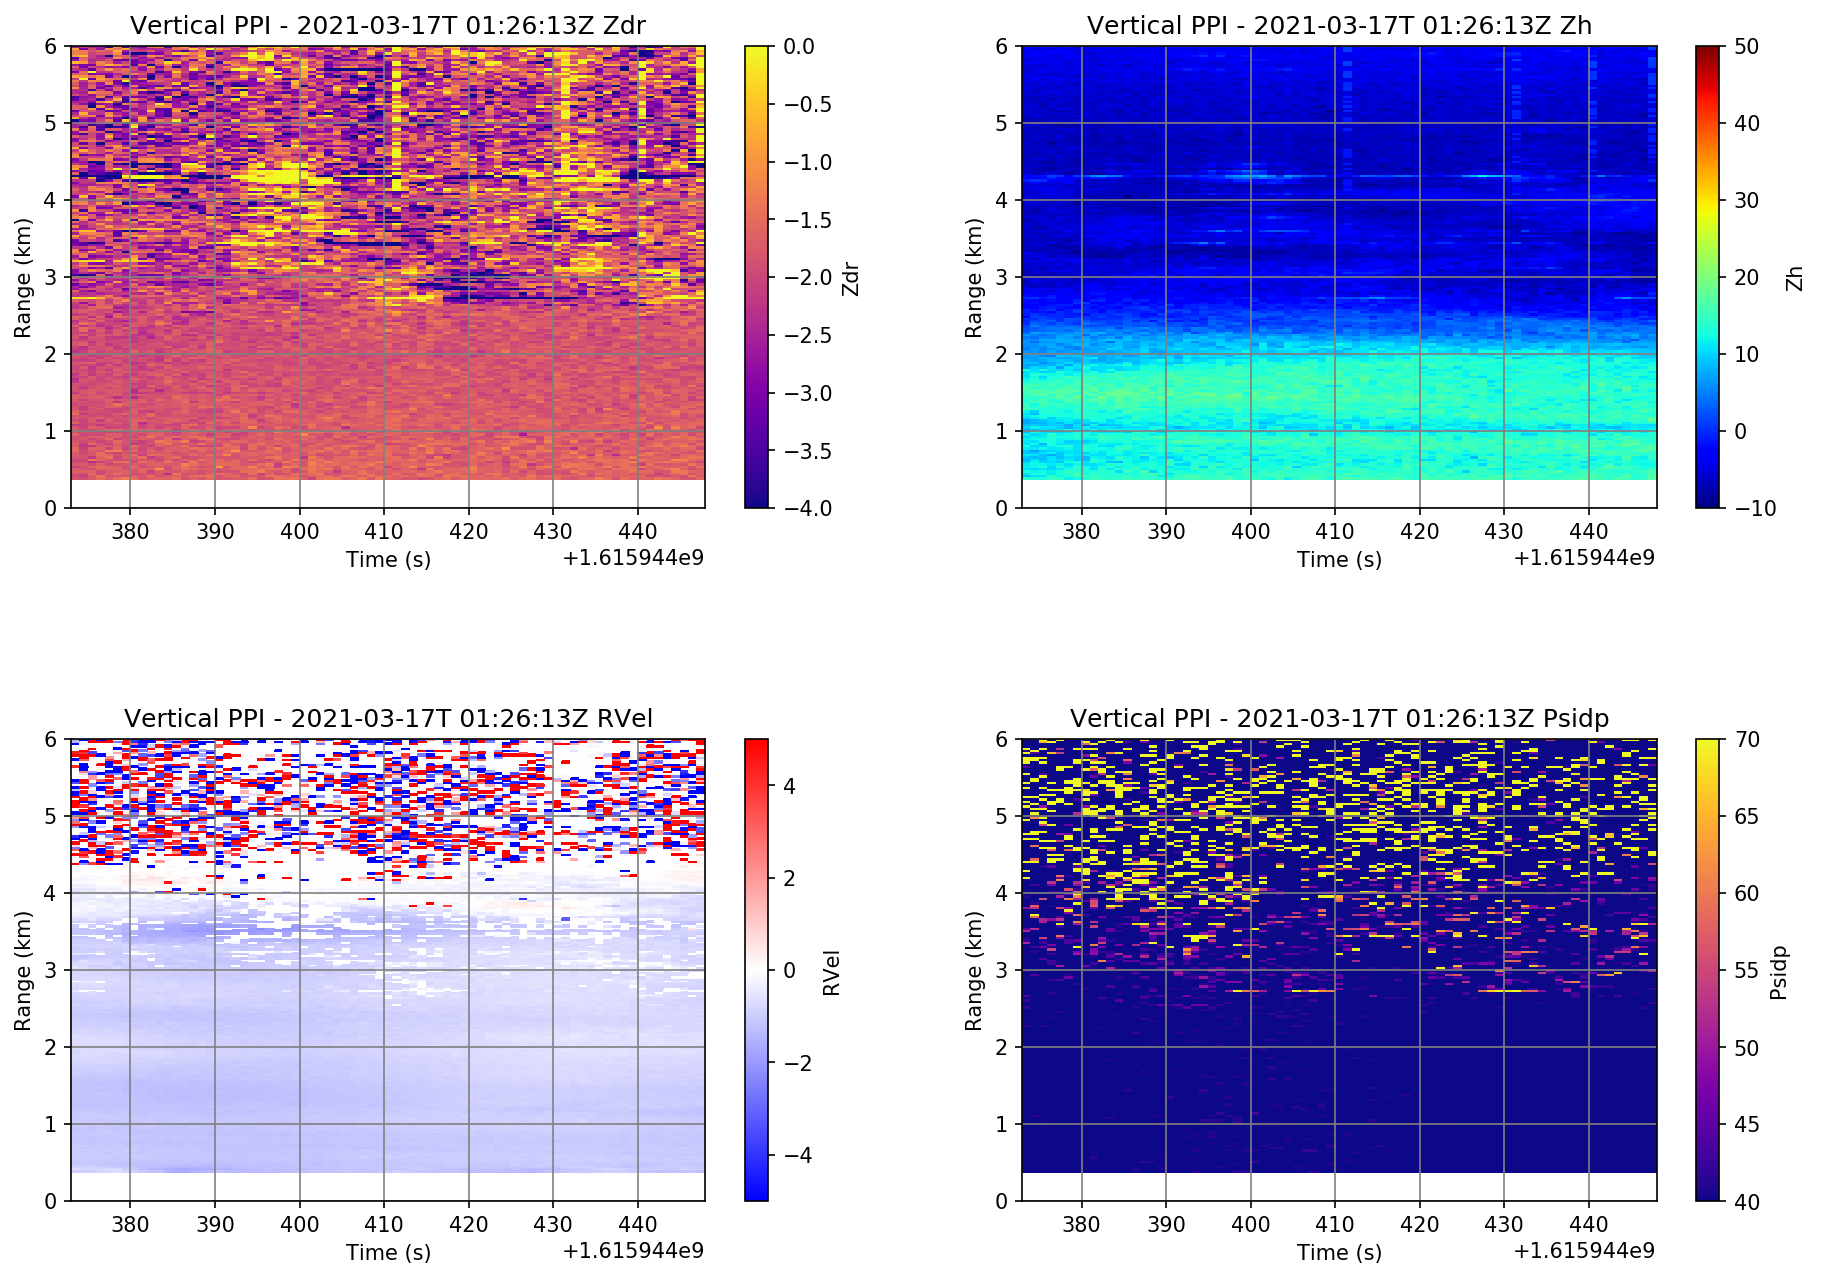 Vertical PPI - 2021-03-17T 01:26:13Z Zdr
6
5
4
3
2
1
0
Range (km)
380 390 400 410 420 430 440
Time (s)
+1.615944e9
0.0
−0.5
−1.0
−1.5
−2.0
−2.5
−3.0
−3.5
−4.0
Zdr
Vertical PPI - 2021-03-17T 01:26:13Z Zh
6
5
4
3
2
1
0
Range (km)
380 390 400 410 420 430 440
Time (s)
+1.615944e9
50
40
30
20
10
0
−10
Zh
Vertical PPI - 2021-03-17T 01:26:13Z RVel
6
5
4
3
2
1
0
Range (km)
380 390 400 410 420 430 440
Time (s)
+1.615944e9
4
2
0
−2
−4
RVel
Vertical PPI - 2021-03-17T 01:26:13Z Psidp
6
5
4
3
2
1
0
Range (km)
380 390 400 410 420 430 440
Time (s)
+1.615944e9
70
65
60
55
50
45
40
Psidp